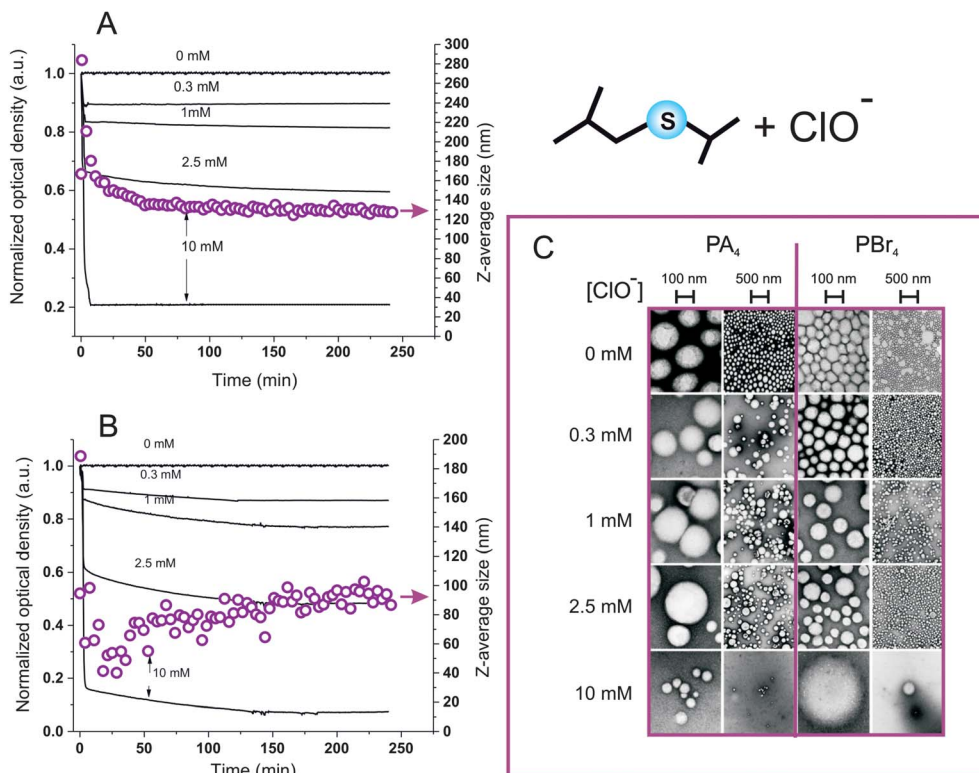 A
0 mM
0.3 mM
1mM
2.5 mM
10 mM
Normalized optical density (a.u.)
1.0
0.8
0.6
0.4
0.2
Z-average size (nm)
300
280
260
240
220
200
180
160
140
120
100
80
60
40
20
0
0 50 100 150 200 250
Time (min)
B
0 mM
0.3 mM
1 mM
2.5 mM
10 mM
Normalized optical density (a.u.)
1.0
0.8
0.6
0.4
0.2
0.0
Z-average size (nm)
200
180
160
140
120
100
80
60
40
20
0
0 50 100 150 200 250
Time (min)
S + ClO⁻
C
PA₄ PBr₄
100 nm 500 nm 100 nm 500 nm
[ClO⁻]
0 mM
0.3 mM
1 mM
2.5 mM
10 mM